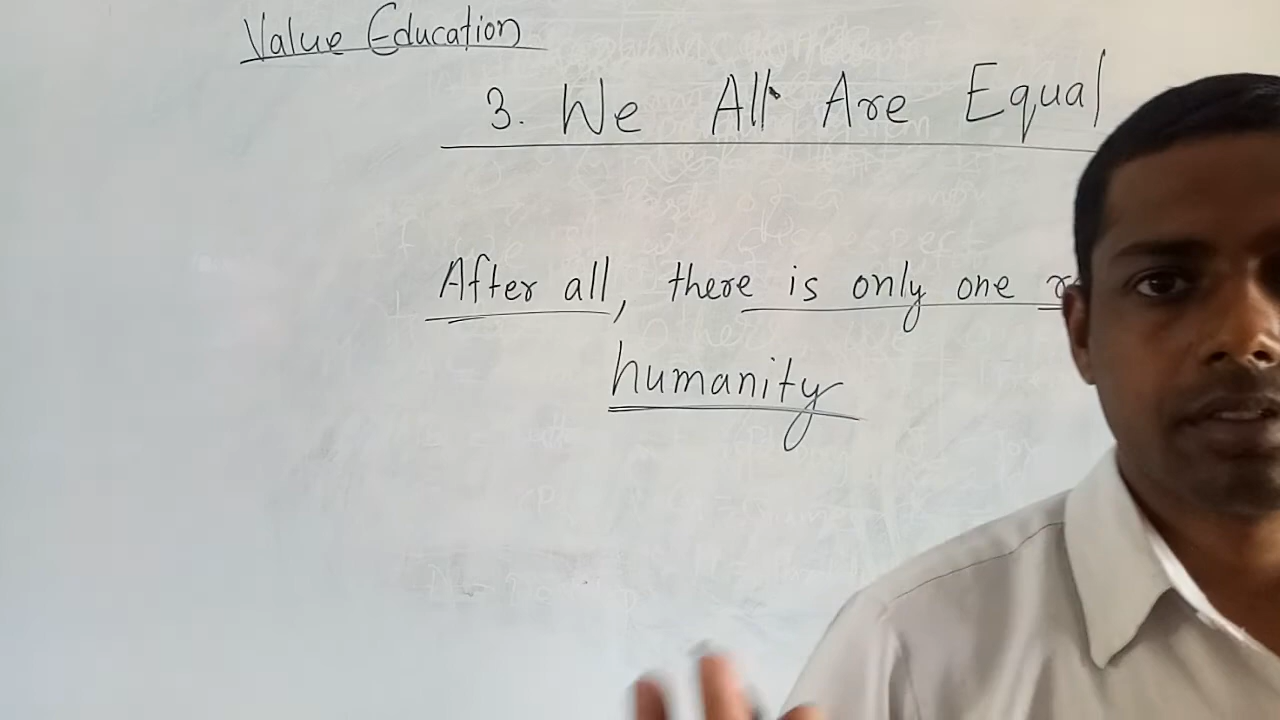 Value Education
3. We All Are Equal
After all, there is only one
humanity